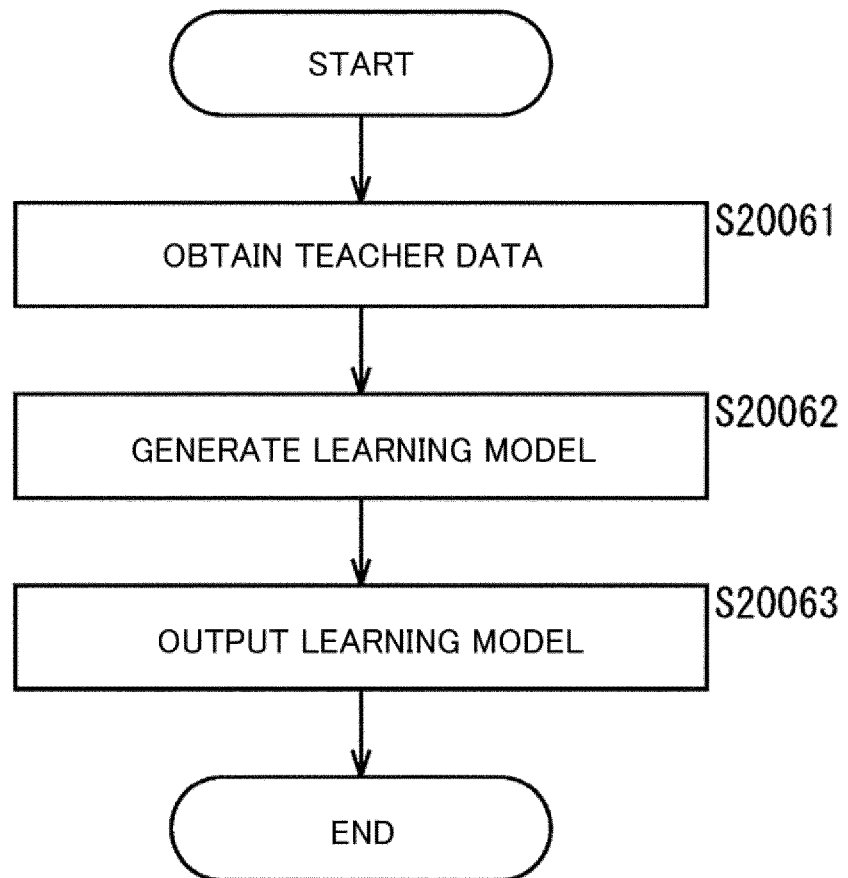 START
OBTAIN TEACHER DATA
S20061
GENERATE LEARNING MODEL
S20062
OUTPUT LEARNING MODEL
S20063
END